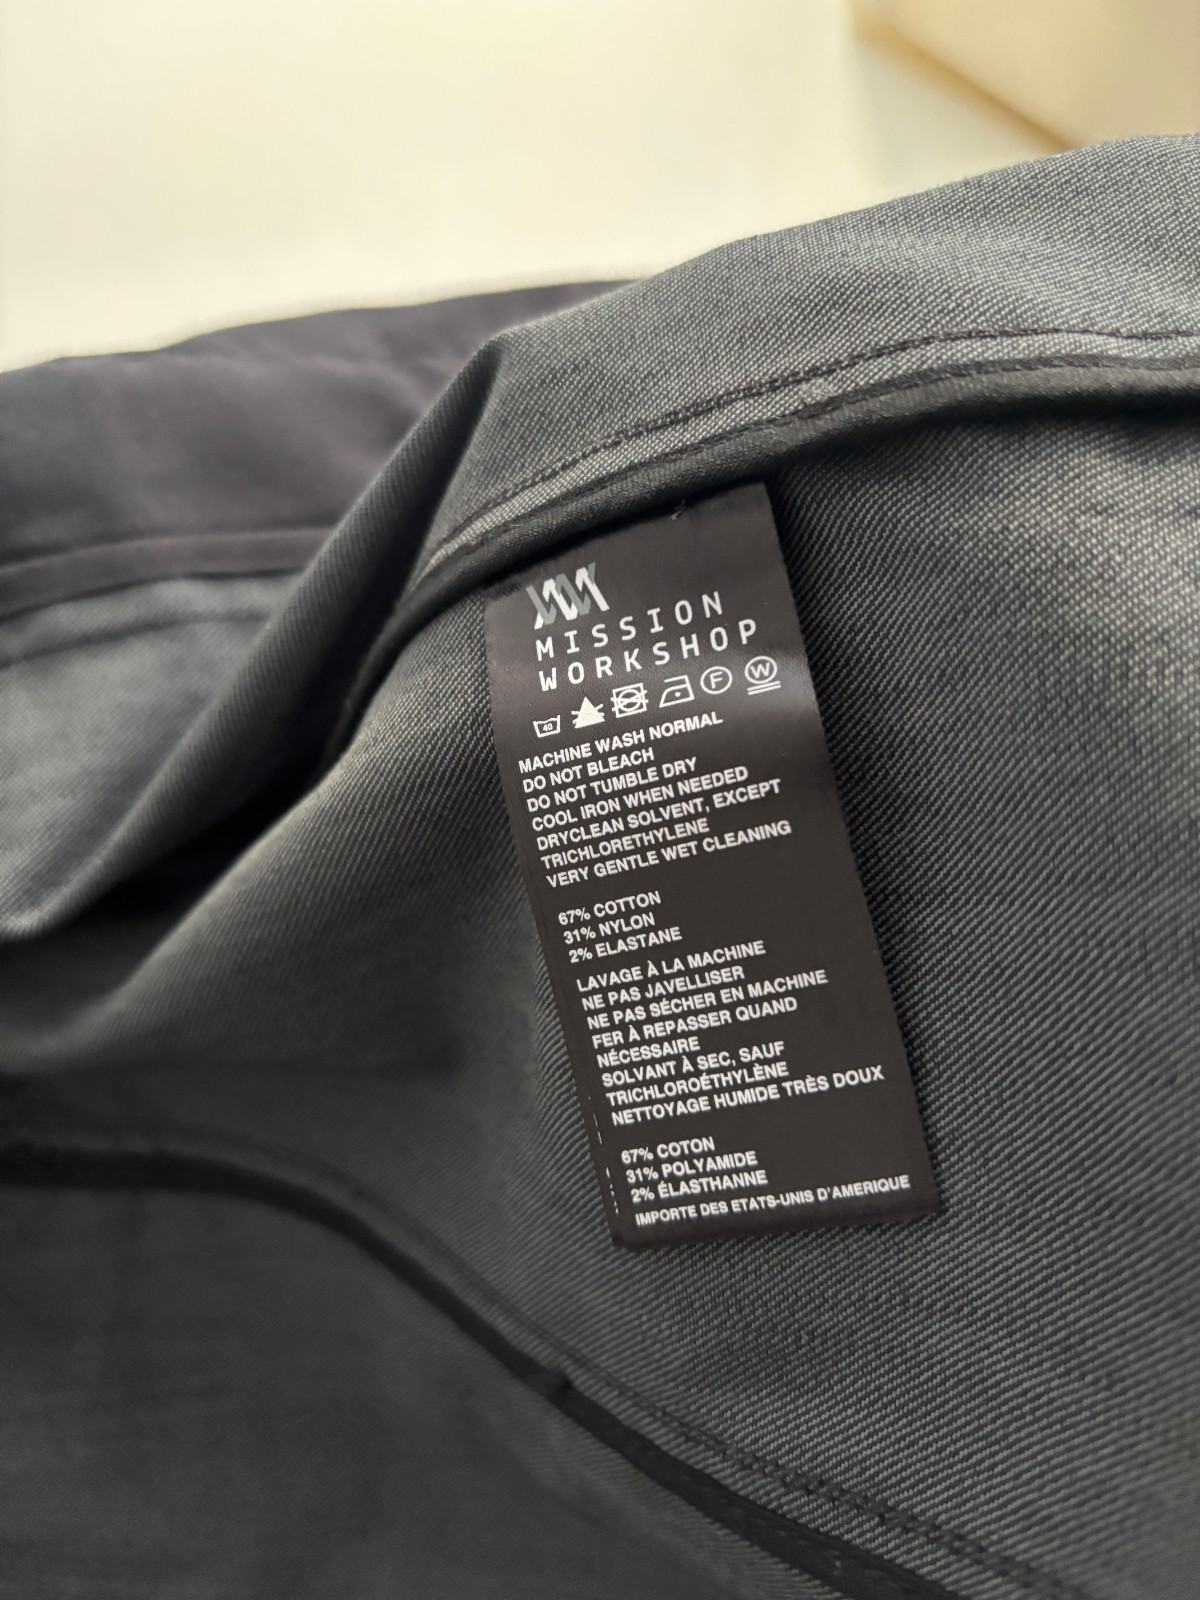 MISSION
WORKSHOP
40 F W
MACHINE WASH NORMAL
DO NOT BLEACH
DO NOT TUMBLE DRY
COOL IRON WHEN NEEDED
DRYCLEAN SOLVENT, EXCEPT
TRICHLORETHYLENE
VERY GENTLE WET CLEANING
67% COTTON
31% NYLON
2% ELASTANE
LAVAGE À LA MACHINE
NE PAS JAVELLISER
NE PAS SÉCHER EN MACHINE
FER À REPASSER QUAND
NÉCESSAIRE
SOLVANT À SEC, SAUF
TRICHLOROÉTHYLÈNE
NETTOYAGE HUMIDE TRÈS DOUX
67% COTON
31% POLYAMIDE
2% ÉLASTHANNE
IMPORTE DES ETATS-UNIS D'AMERIQUE